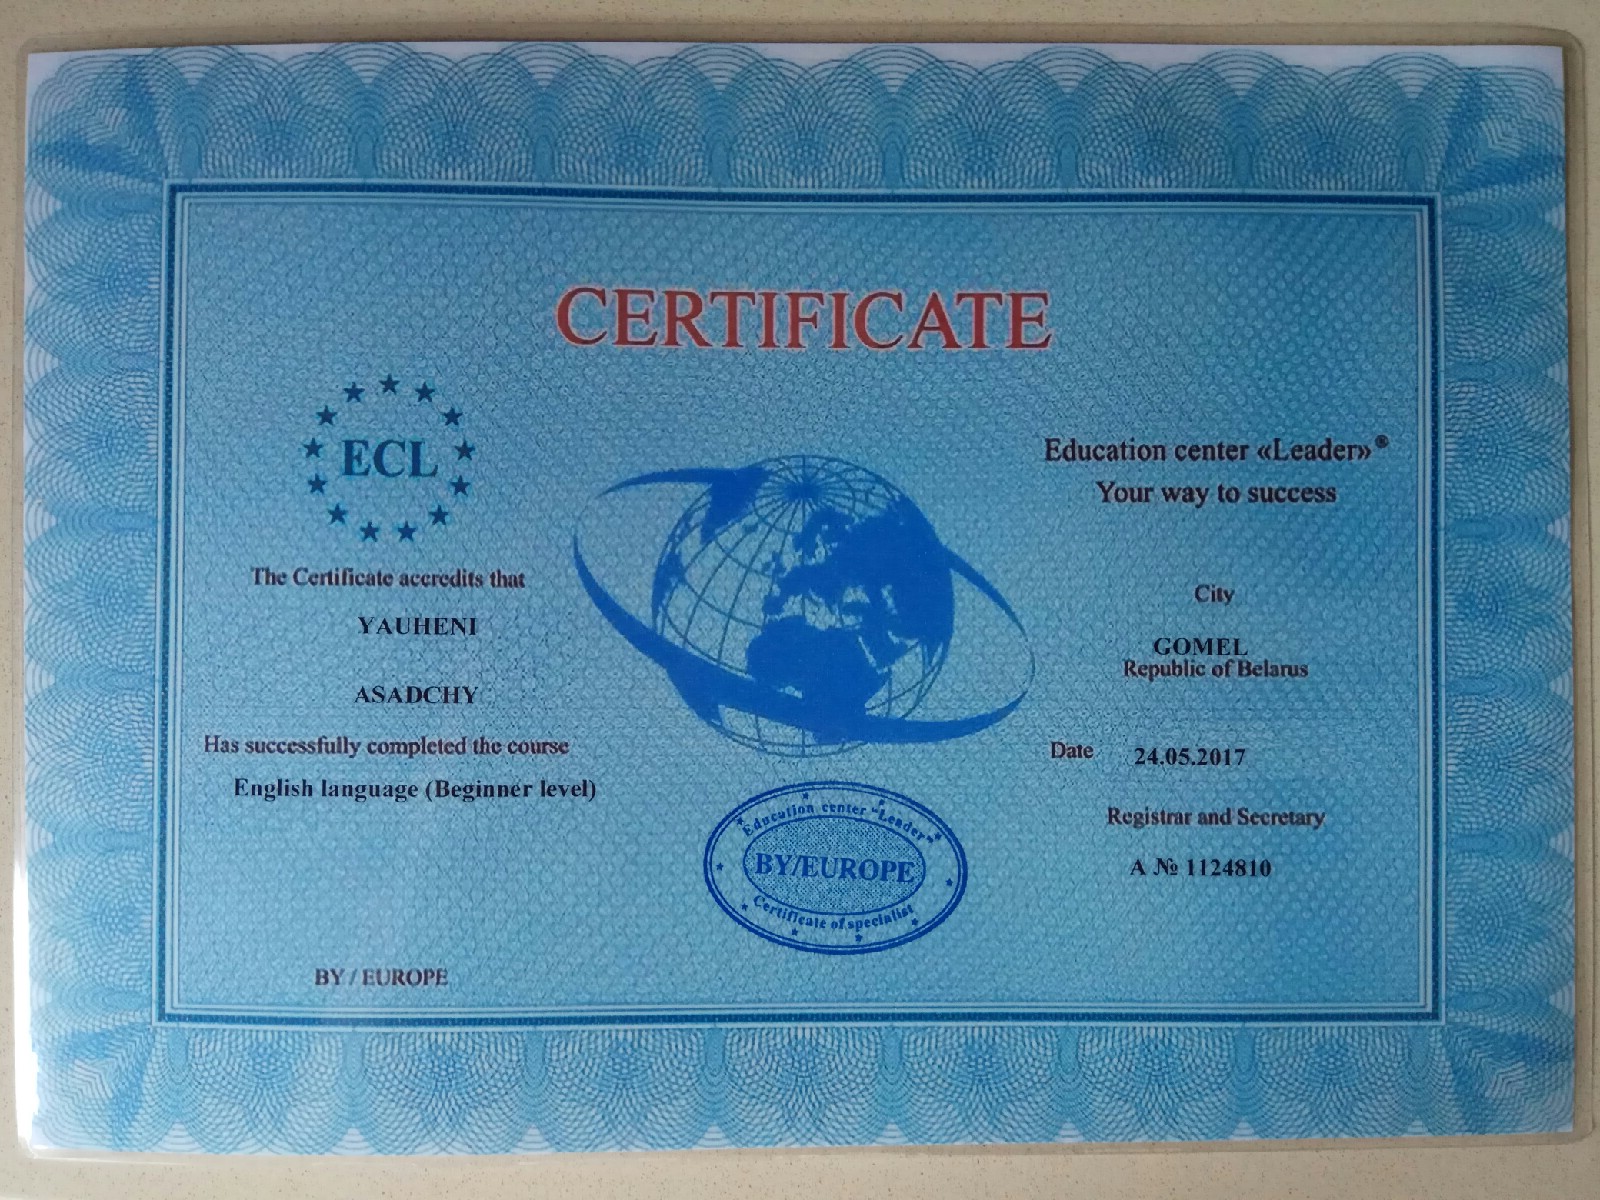 CERTIFICATE
ECL
The Certificate accredits that
YAUHENI
ASADCHY
Has successfully completed the course
English language (Beginner level)
BY / EUROPE
Education center "Leader"
BY/EUROPE
Certificate of specialist
Education center «Leader»®
Your way to success
City
GOMEL
Republic of Belarus
Date 24.05.2017
Registrar and Secretary
A № 1124810